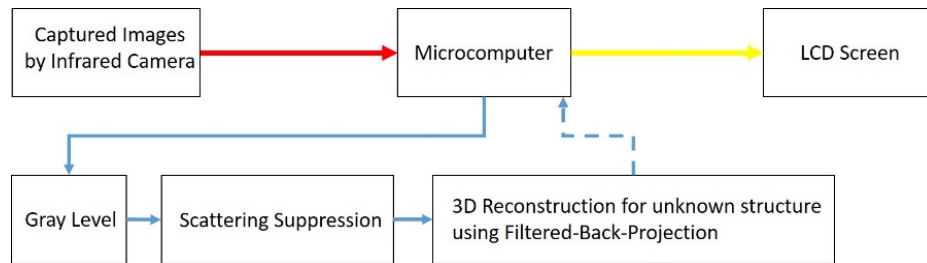 Captured Images
by Infrared Camera
Microcomputer
LCD Screen
Gray Level
Scattering Suppression
3D Reconstruction for unknown structure
using Filtered-Back-Projection